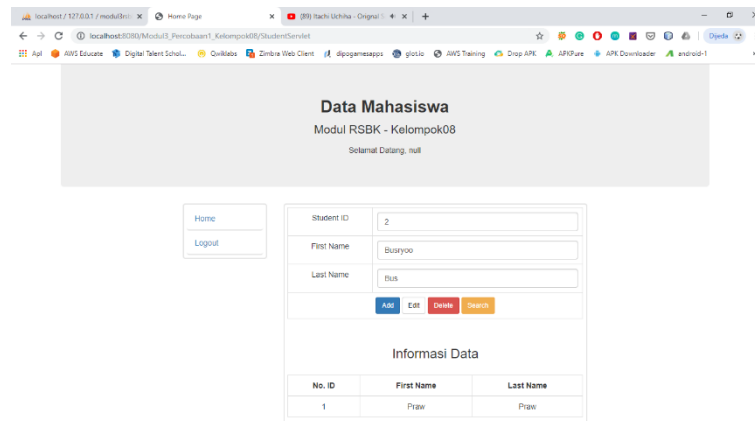 localhost / 127.0.0.1 / modul3rsb
Home Page
(89) Itachi Uchiha - Orignal S
localhost:8080/Modul3_Percobaan1_Kelompok08/StudentServlet
Dijeda
Apl AWS Educate Digital Talent Schol... Qwiklabs Zimbra Web Client dipogamesapps glot.io AWS Training Crop APK APKPure APK Downloader android-1
Data Mahasiswa
Modul RSBK - Kelompok08
Selamat Datang, null
Home
Logout
Student ID 2
First Name Busryoo
Last Name Bus
Add Edit Delete Search
Informasi Data
No. ID First Name Last Name
1 Praw Praw